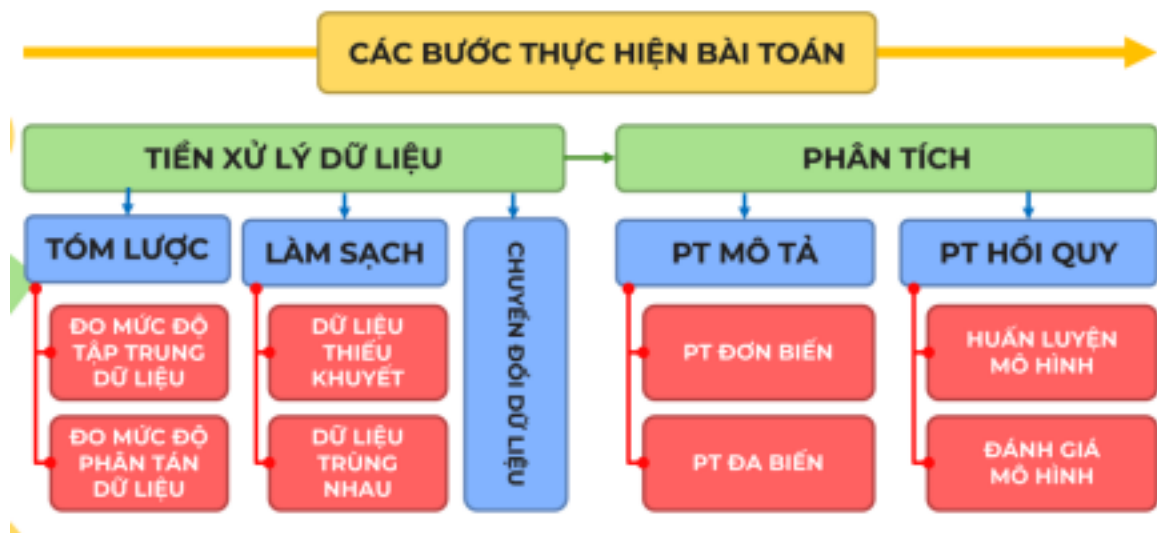 CÁC BƯỚC THỰC HIỆN BÀI TOÁN
TIỀN XỬ LÝ DỮ LIỆU
PHÂN TÍCH
TÓM LƯỢC
LÀM SẠCH
CHUYỂN ĐỔI DỮ LIỆU
PT MÔ TẢ
PT HỒI QUY
ĐO MỨC ĐỘ
TẬP TRUNG
DỮ LIỆU
DỮ LIỆU
THIẾU
KHUYẾT
PT ĐƠN BIẾN
HUẤN LUYỆN
MÔ HÌNH
ĐO MỨC ĐỘ
PHÂN TÁN
DỮ LIỆU
DỮ LIỆU
TRÙNG
NHAU
PT ĐA BIẾN
ĐÁNH GIÁ
MÔ HÌNH